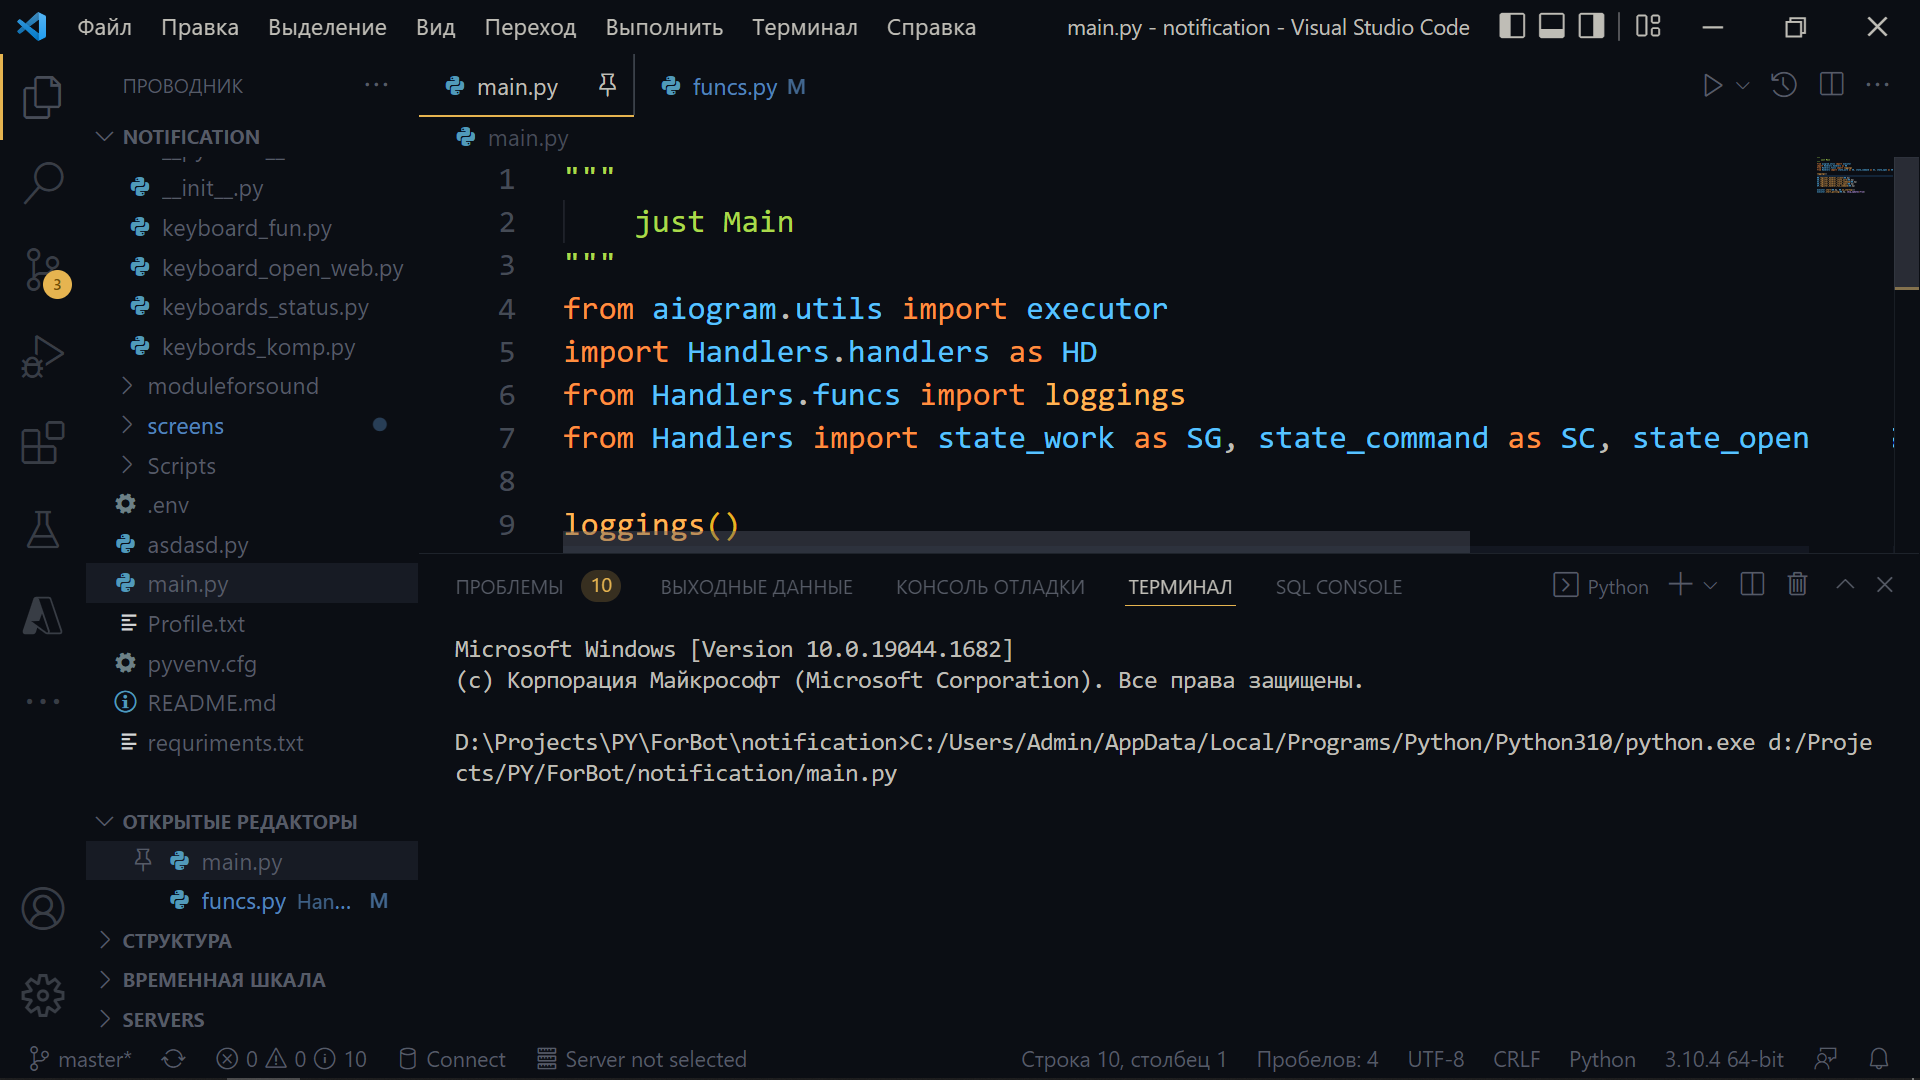 Файл Правка Выделение Вид Переход Выполнить Терминал Справка main.py - notification - Visual Studio Code
ПРОВОДНИК
main.py
funcs.py M
NOTIFICATION
main.py
__init__.py
keyboard_fun.py
keyboard_open_web.py
keyboards_status.py
keybords_komp.py
moduleforsound
screens
Scripts
.env
asdasd.py
main.py
Profile.txt
pyvenv.cfg
README.md
requriments.txt
ОТКРЫТЫЕ РЕДАКТОРЫ
main.py
funcs.py Han... M
СТРУКТУРА
ВРЕМЕННАЯ ШКАЛА
SERVERS
3
1 """
2 just Main
3 """
4 from aiogram.utils import executor
5 import Handlers.handlers as HD
6 from Handlers.funcs import loggings
7 from Handlers import state_work as SG, state_command as SC, state_open
8
9 loggings()
ПРОБЛЕМЫ 10 ВЫХОДНЫЕ ДАННЫЕ КОНСОЛЬ ОТЛАДКИ ТЕРМИНАЛ SQL CONSOLE Python
Microsoft Windows [Version 10.0.19044.1682]
(c) Корпорация Майкрософт (Microsoft Corporation). Все права защищены.
D:\Projects\PY\ForBot\notification>C:/Users/Admin/AppData/Local/Programs/Python/Python310/python.exe d:/Proje
cts/PY/ForBot/notification/main.py
master* 0 0 10 Connect Server not selected Строка 10, столбец 1 Пробелов: 4 UTF-8 CRLF Python 3.10.4 64-bit